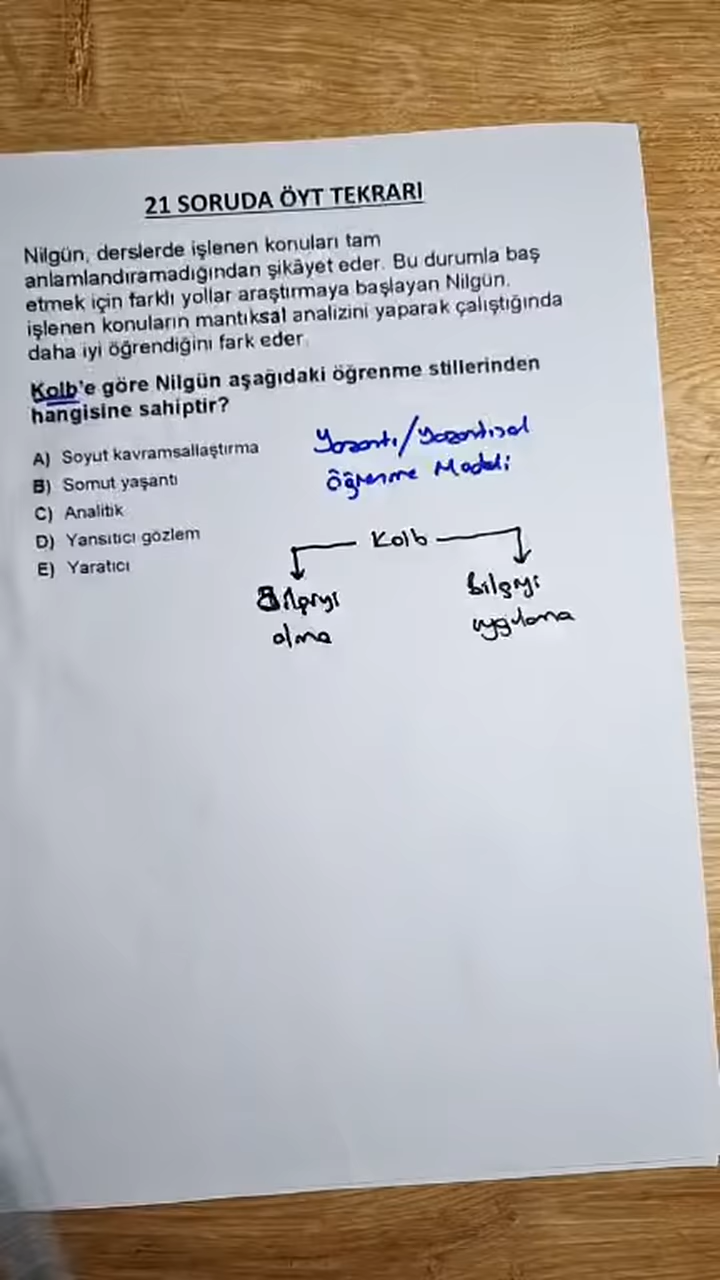 21 SORUDA ÖYT TEKRARI
Nilgün, derslerde işlenen konuları tam
anlamlandıramadığından şikâyet eder. Bu durumla baş
etmek için farklı yollar araştırmaya başlayan Nilgün,
işlenen konuların mantıksal analizini yaparak çalıştığında
daha iyi öğrendiğini fark eder.
Kolb'e göre Nilgün aşağıdaki öğrenme stillerinden
hangisine sahiptir?
A) Soyut kavramsallaştırma
B) Somut yaşantı
C) Analitik
D) Yansıtıcı gözlem
E) Yaratıcı
Yaşantı/Yaşantısal
Öğrenme Modeli
Kolb
Bilgiyi
alma
Bilgiyi
uygulama